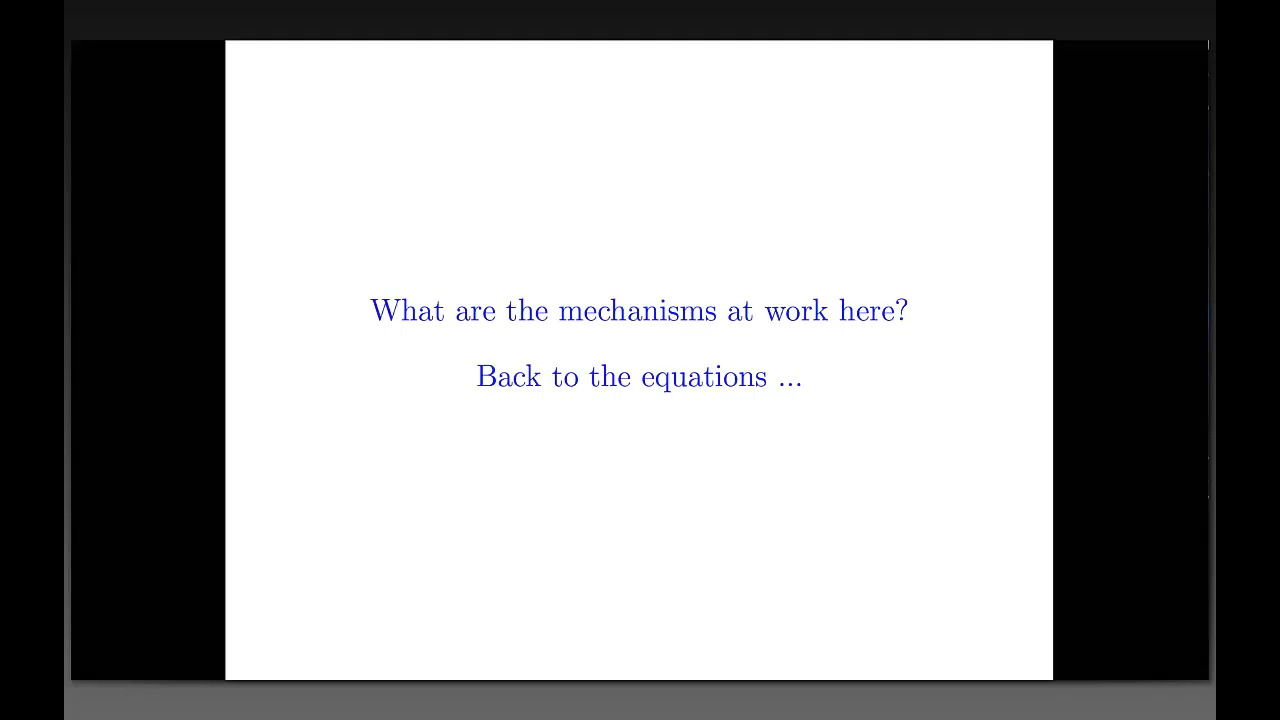 What are the mechanisms at work here?
Back to the equations ...